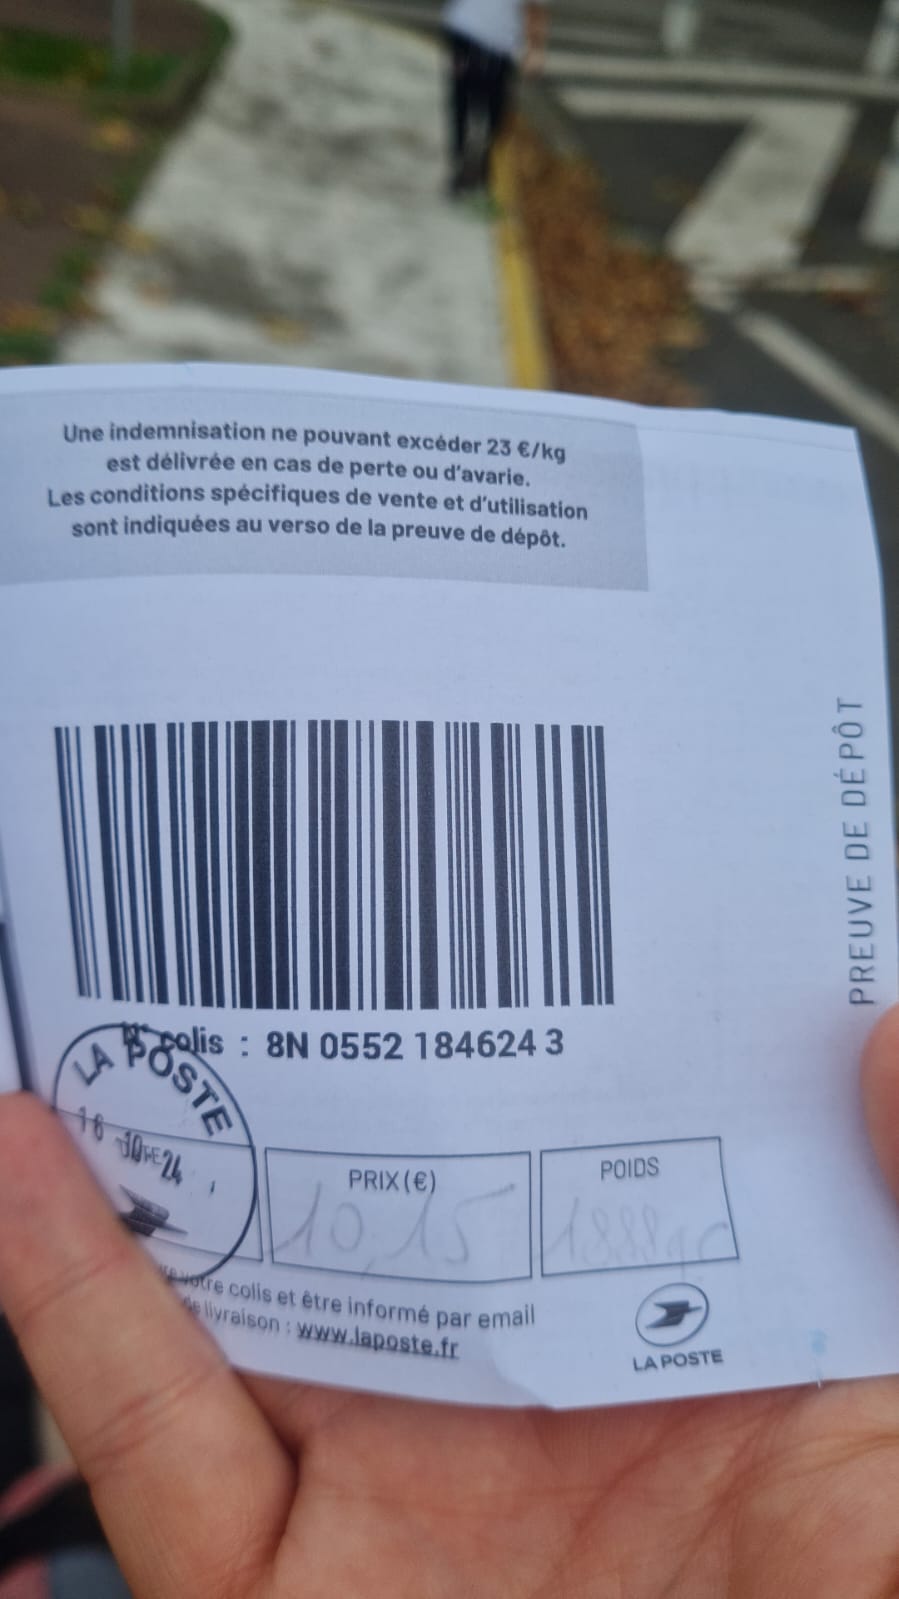 Une indemnisation ne pouvant excéder 23 €/kg
est délivrée en cas de perte ou d'avarie.
Les conditions spécifiques de vente et d'utilisation
sont indiquées au verso de la preuve de dépôt.
PREUVE DE DÉPÔT
N° colis : 8N 0552 184624 3
LA POSTE
16 24
PRIX (€)
10,15
POIDS
1888
votre colis et être informé par email
de livraison : www.laposte.fr
LA POSTE